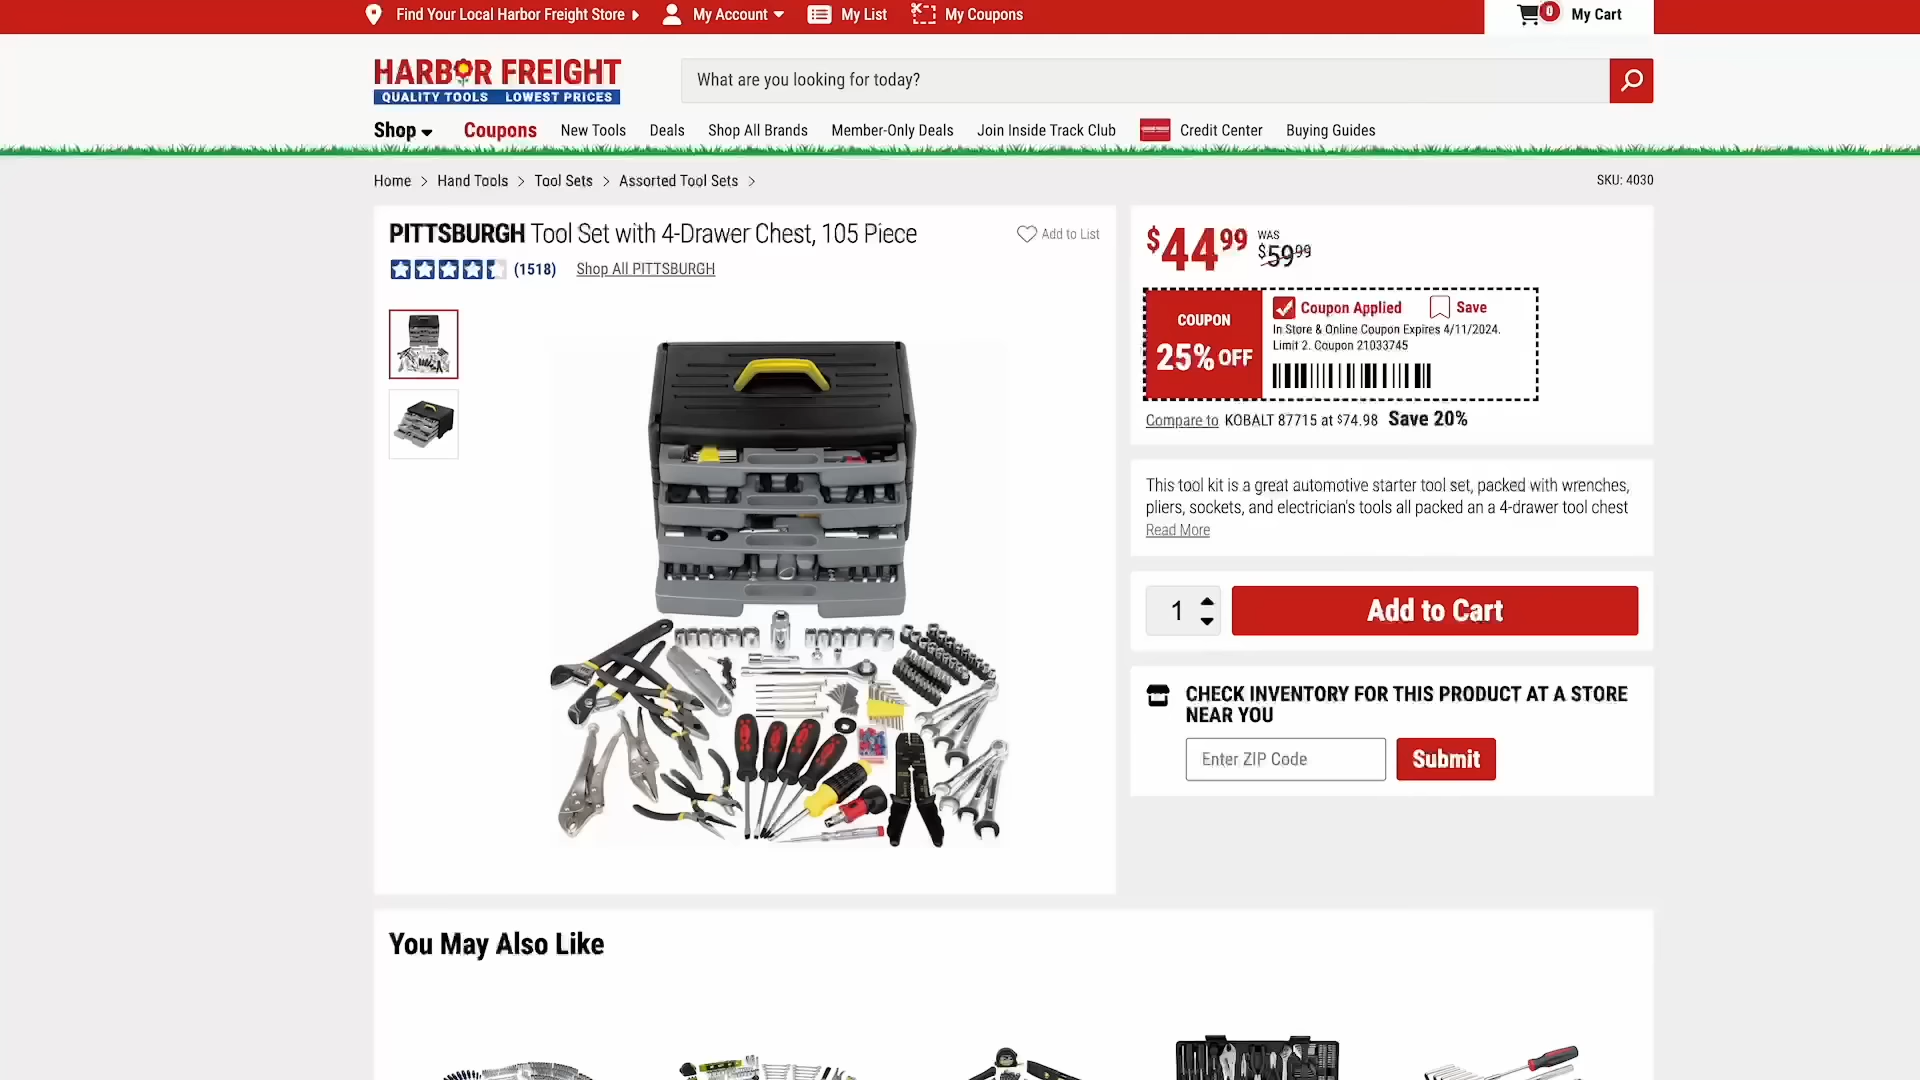 Find Your Local Harbor Freight Store
My Account
My List
My Coupons
0
My Cart
HARBOR FREIGHT
QUALITY TOOLS LOWEST PRICES
What are you looking for today?
Shop
Coupons
New Tools
Deals
Shop All Brands
Member-Only Deals
Join Inside Track Club
Credit Center
Buying Guides
Home > Hand Tools > Tool Sets > Assorted Tool Sets >
SKU: 4030
PITTSBURGH Tool Set with 4-Drawer Chest, 105 Piece
Add to List
(1518)
Shop All PITTSBURGH
$44.99
WAS
$59.99
COUPON
25% OFF
Coupon Applied
Save
In Store & Online Coupon Expires 4/11/2024.
Limit 2. Coupon 21033745
Compare to KOBALT 87715 at $74.98 Save 20%
This tool kit is a great automotive starter tool set, packed with wrenches,
pliers, sockets, and electrician's tools all packed an a 4-drawer tool chest
Read More
1
Add to Cart
CHECK INVENTORY FOR THIS PRODUCT AT A STORE
NEAR YOU
Enter ZIP Code
Submit
You May Also Like